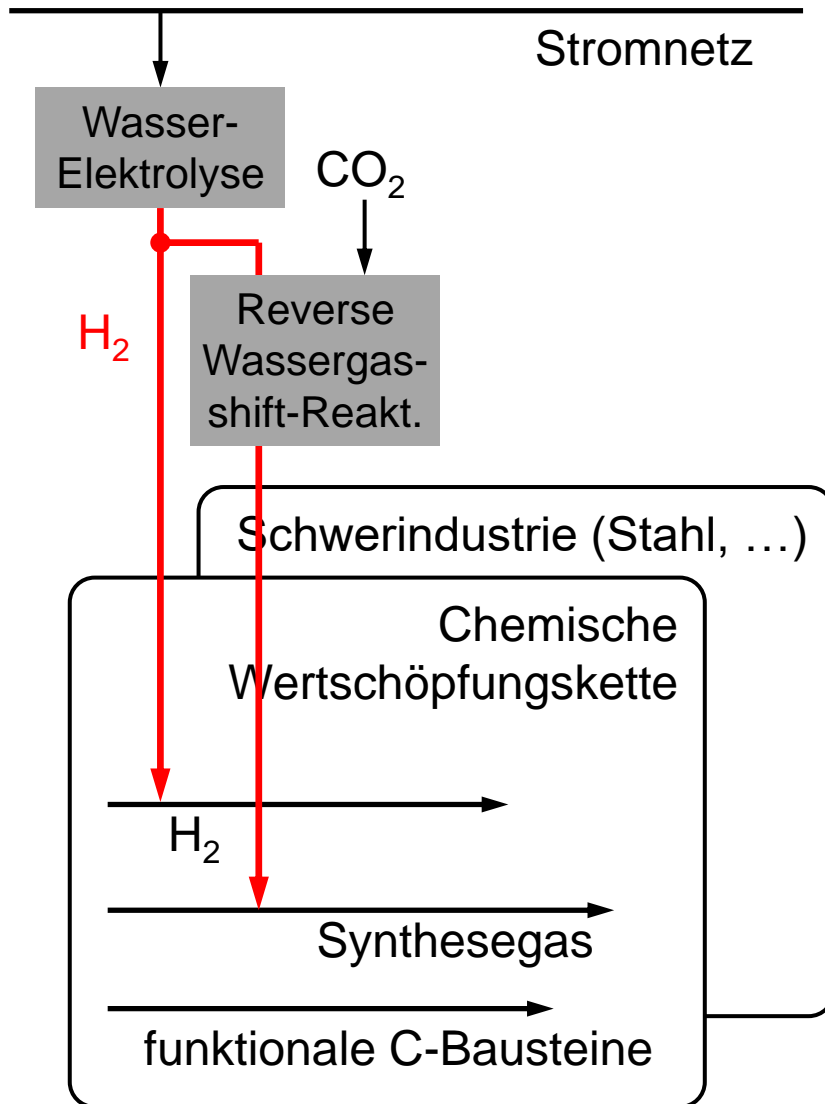 Stromnetz
Wasser-
Elektrolyse
CO₂
H₂
Reverse
Wassergas-
shift-Reakt.
Schwerindustrie (Stahl, …)
Chemische
Wertschöpfungskette
H₂
Synthesegas
funktionale C-Bausteine